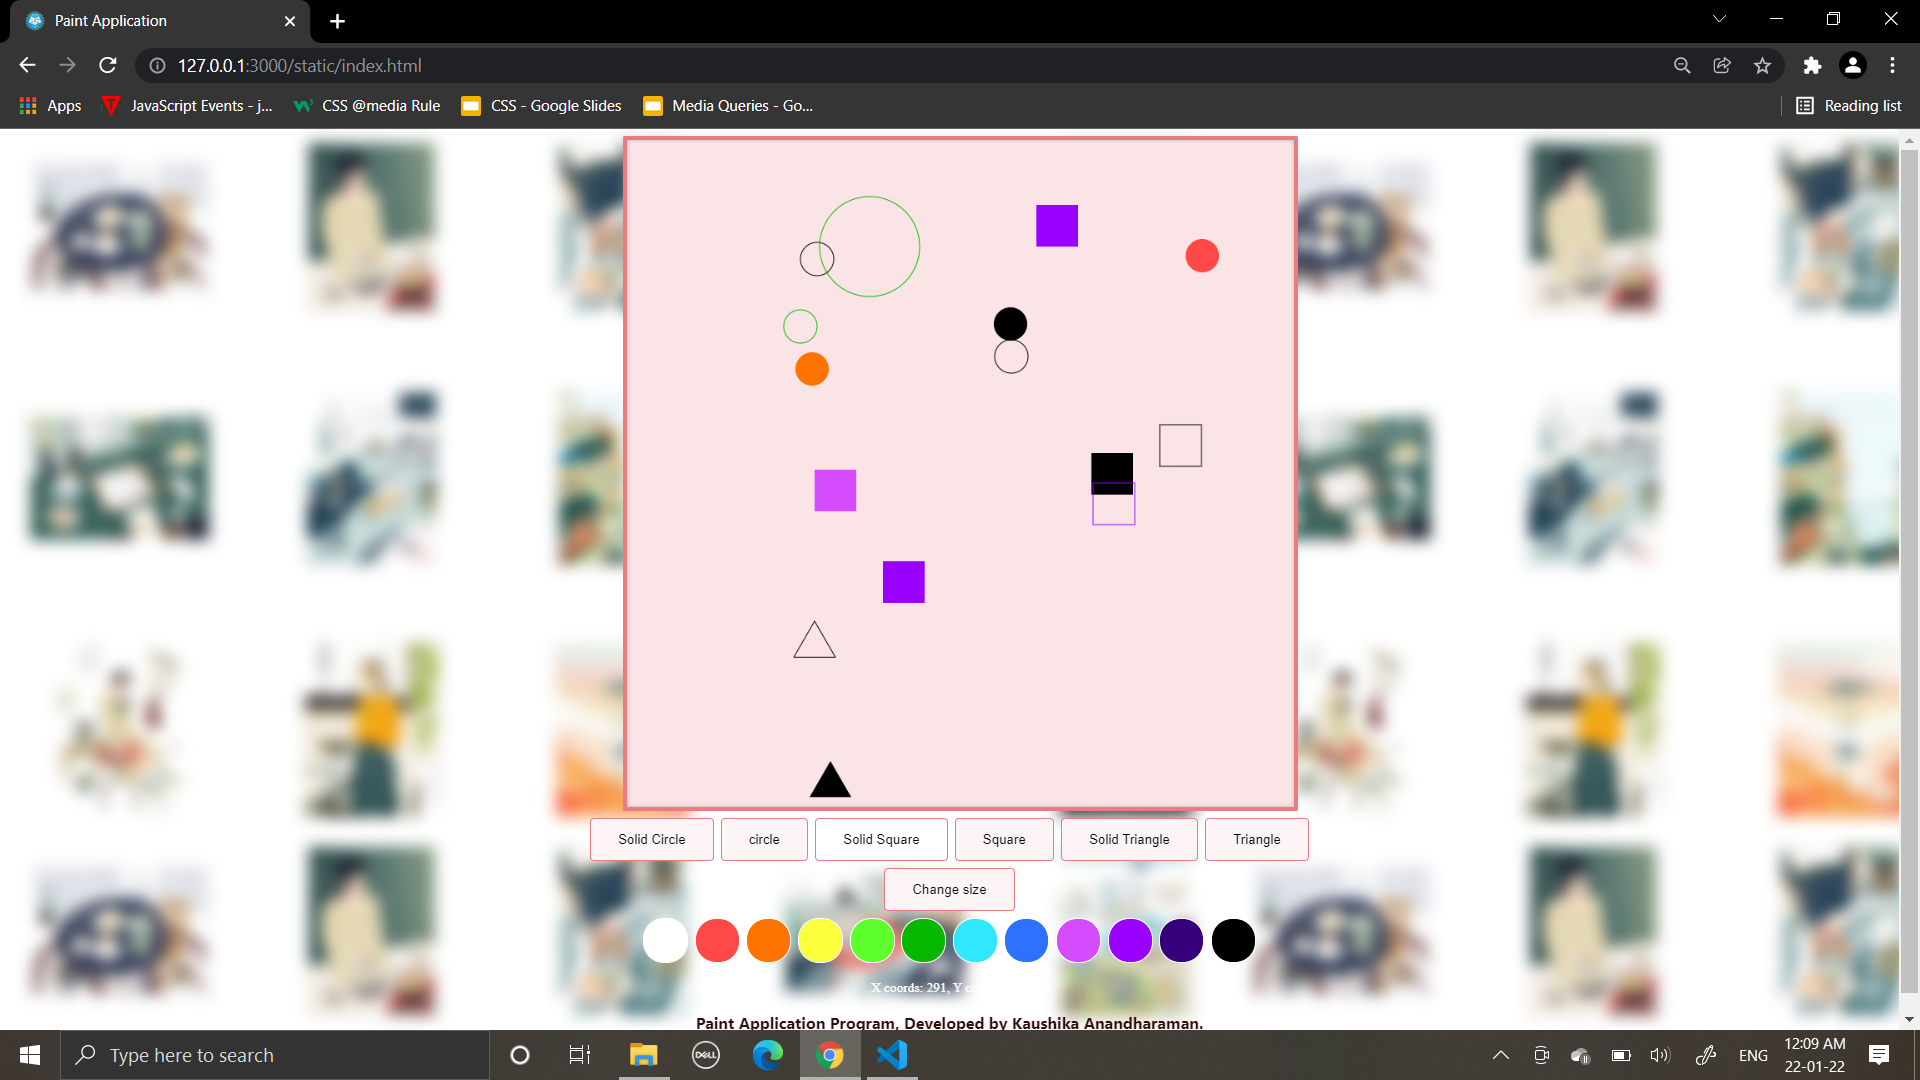 Paint Application
127.0.0.1:3000/static/index.html
Apps
JavaScript Events - j...
CSS @media Rule
CSS - Google Slides
Media Queries - Go...
Reading list
Solid Circle
circle
Solid Square
Square
Solid Triangle
Triangle
Change size
X coords: 291, Y co
Paint Application Program, Developed by Kaushika Anandharaman.
Type here to search
DELL
ENG
12:09 AM
22-01-22